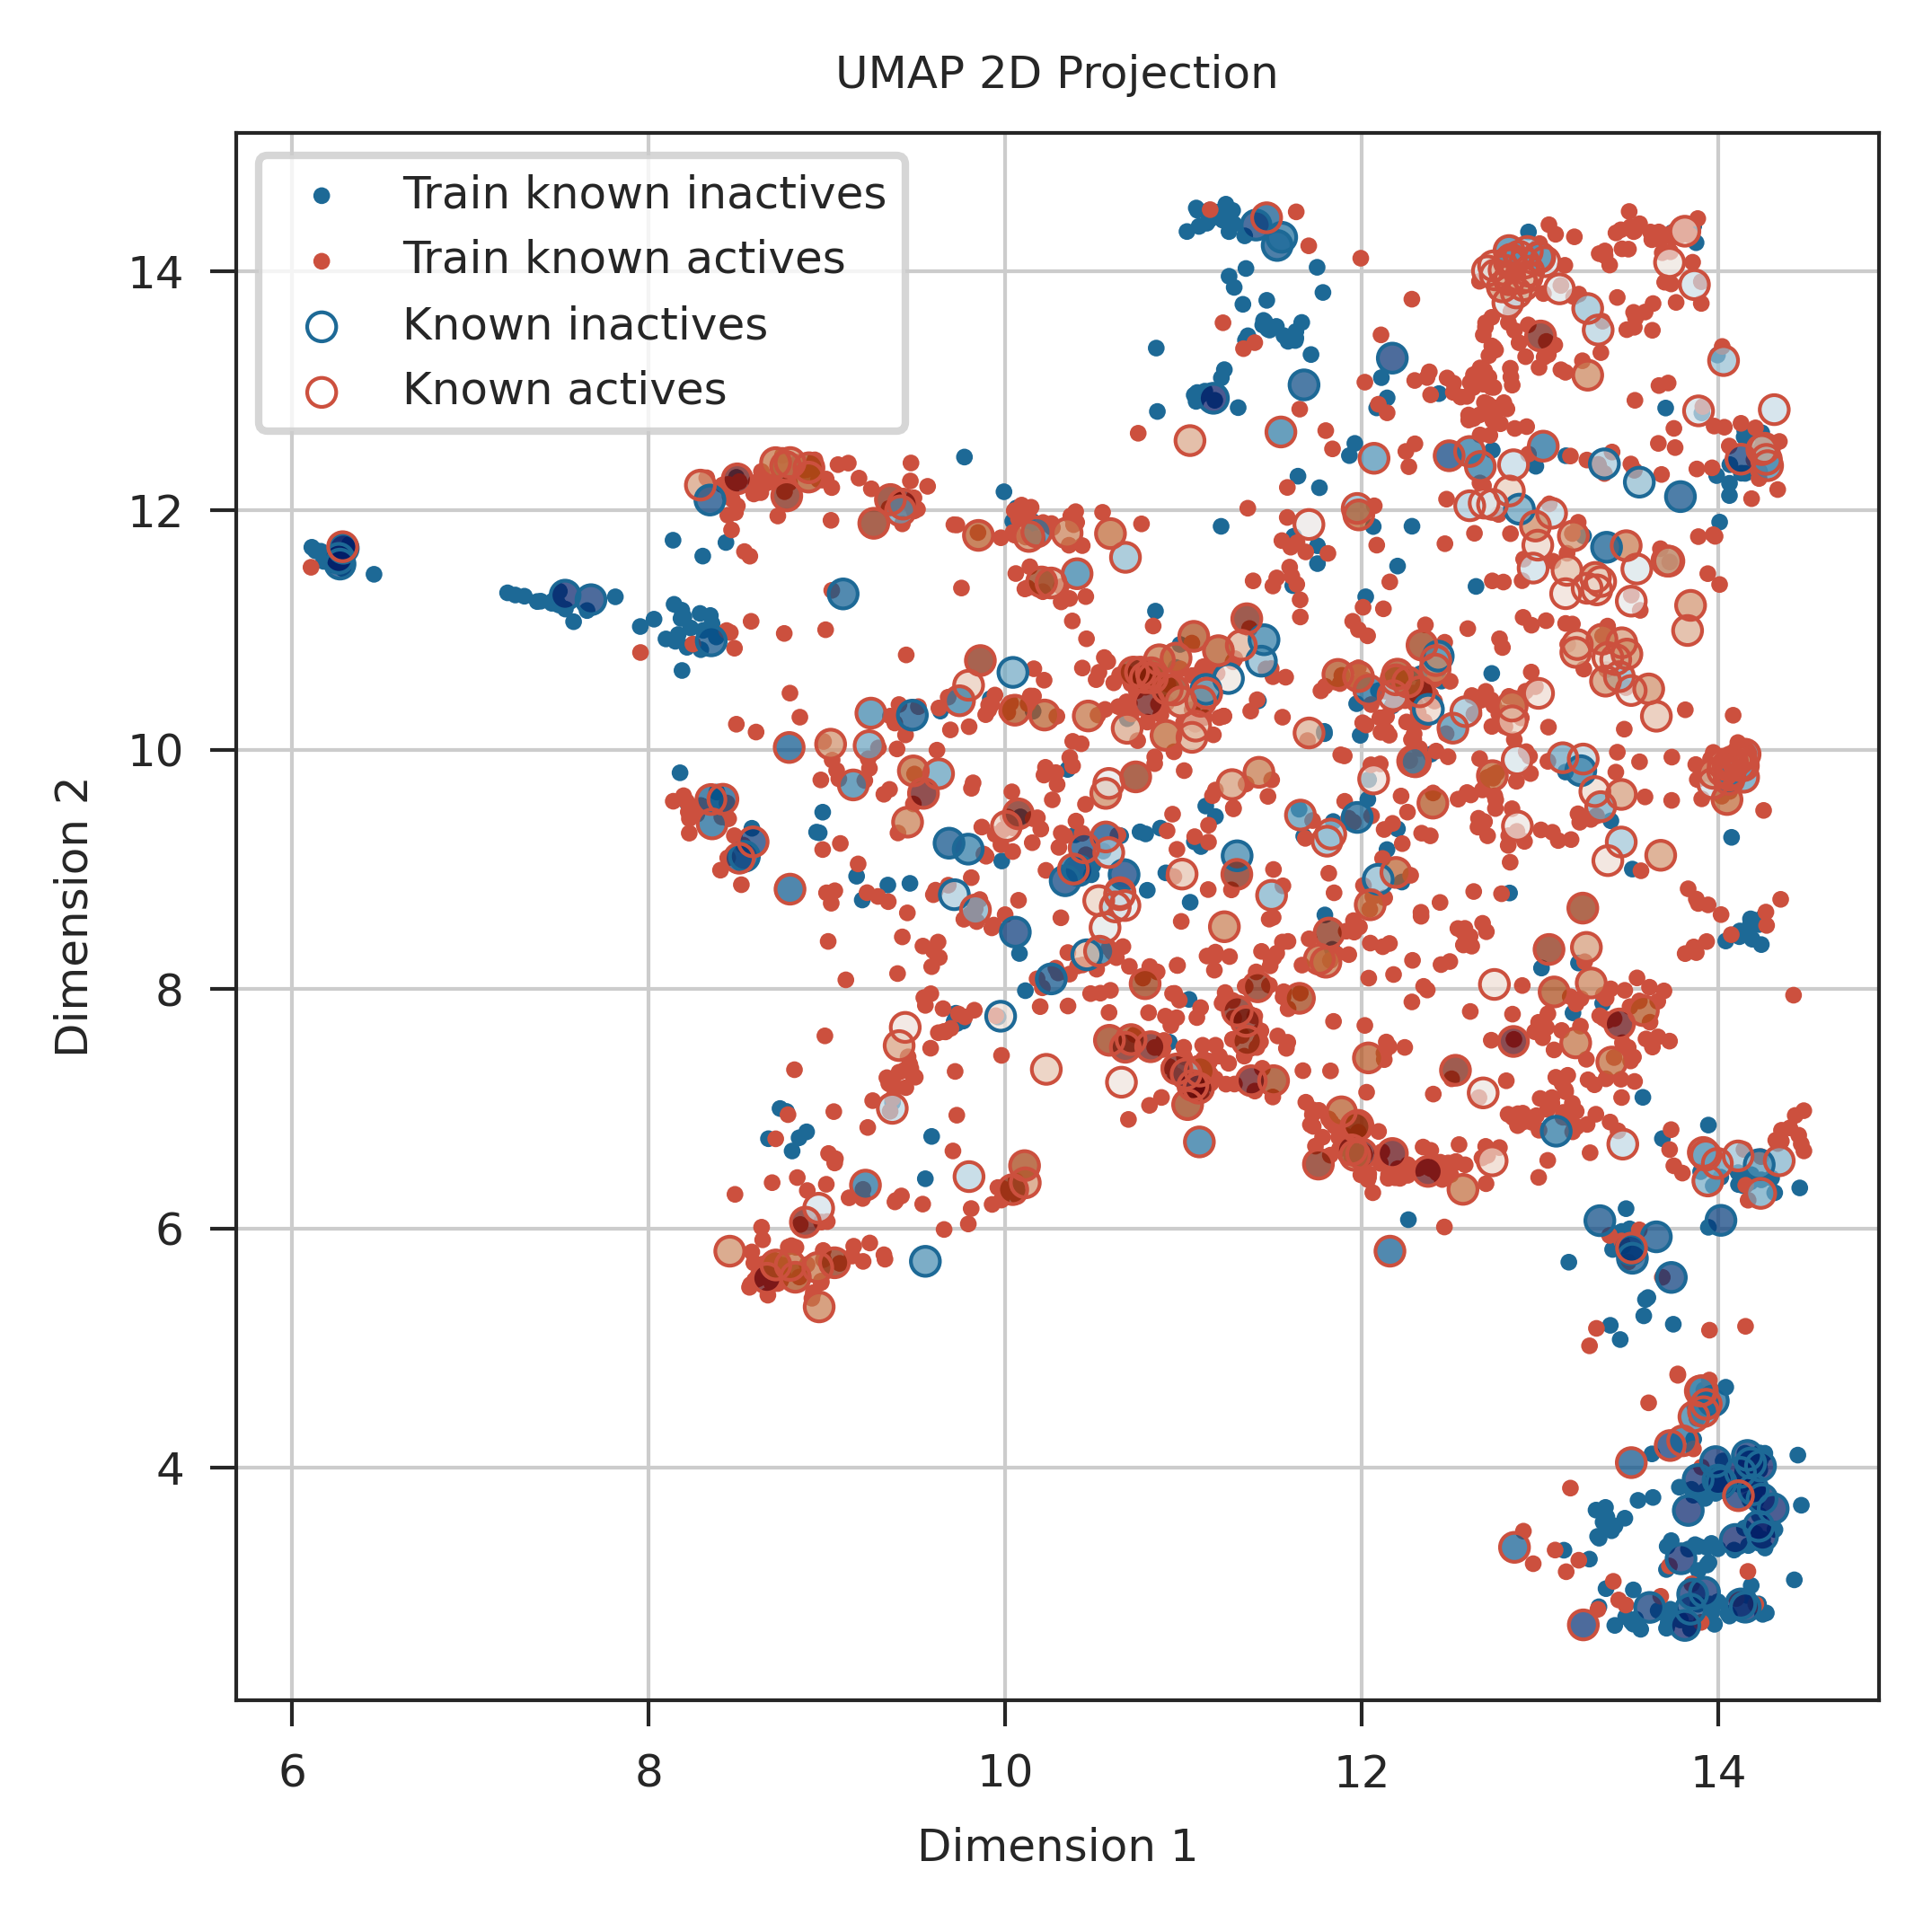 UMAP 2D Projection
Train known inactives
Train known actives
Known inactives
Known actives
14
12
10
8
6
4
Dimension 2
6 8 10 12 14
Dimension 1